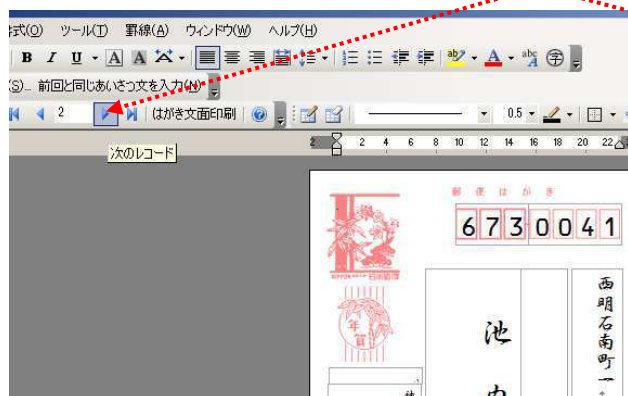 式(O) ツール(T) 罫線(A) ウィンドウ(W) ヘルプ(H)
B I U A A abc A 字
(S)... 前回と同じあいさつ文を入力(N)
2 はがき文面印刷 0.5
次のレコード
2 2 4 6 8 10 12 14 16 18 20 22
郵便はがき
6730041
年賀
西明石南町一
池